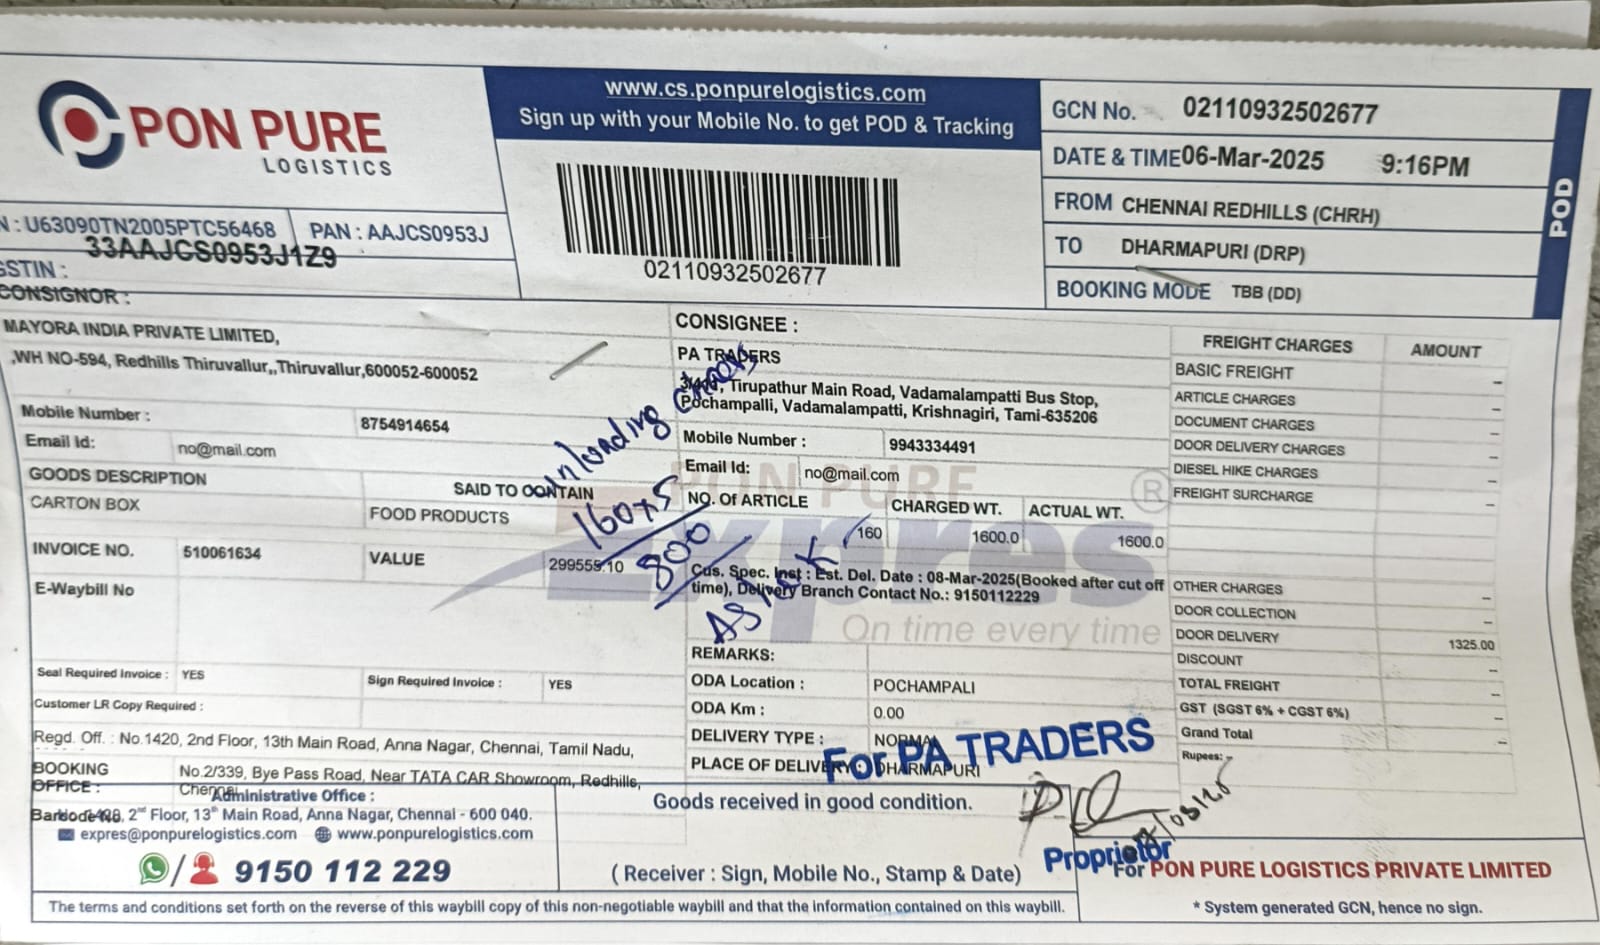 PON PURE
LOGISTICS
www.cs.ponpurelogistics.com
Sign up with your Mobile No. to get POD & Tracking
02110932502677
GCN No. 02110932502677
DATE & TIME 06-Mar-2025 9:16PM
FROM CHENNAI REDHILLS (CHRH)
TO DHARMAPURI (DRP)
BOOKING MODE TBB (DD)
POD
N : U63090TN2005PTC56468 PAN : AAJCS0953J
33AAJCS0953J1Z9
GSTIN :
CONSIGNOR :
MAYORA INDIA PRIVATE LIMITED,
,WH NO-594, Redhills Thiruvallur,,Thiruvallur,600052-600052
Mobile Number : 8754914654
Email Id: no@mail.com
GOODS DESCRIPTION SAID TO CONTAIN
CARTON BOX FOOD PRODUCTS
INVOICE NO. 510061634 VALUE 299555.10
E-Waybill No
Seal Required Invoice : YES Sign Required Invoice : YES
Customer LR Copy Required :
Regd. Off. : No.1420, 2nd Floor, 13th Main Road, Anna Nagar, Chennai, Tamil Nadu,
BOOKING OFFICE : No.2/339, Bye Pass Road, Near TATA CAR Showroom, Redhills,
Chennai
CONSIGNEE :
PA TRADERS
Tirupathur Main Road, Vadamalampatti Bus Stop,
Pochampalli, Vadamalampatti, Krishnagiri, Tami-635206
Mobile Number : 9943334491
Email Id: no@mail.com
NO. Of ARTICLE CHARGED WT. ACTUAL WT.
160 1600.0 1600.0
Cus. Spec. Inst : Est. Del. Date : 08-Mar-2025(Booked after cut off
time), Delivery Branch Contact No.: 9150112229
PON PURE
Expres
On time every time
REMARKS:
ODA Location : POCHAMPALI
ODA Km : 0.00
DELIVERY TYPE : NORMAL
PLACE OF DELIVERY : DHARMAPURI
unloading
160x5
800
Ashok
FREIGHT CHARGES AMOUNT
BASIC FREIGHT –
ARTICLE CHARGES –
DOCUMENT CHARGES –
DOOR DELIVERY CHARGES –
DIESEL HIKE CHARGES –
FREIGHT SURCHARGE –
OTHER CHARGES –
DOOR COLLECTION –
DOOR DELIVERY 1325.00
DISCOUNT –
TOTAL FREIGHT –
GST (SGST 6% + CGST 6%) –
Grand Total –
Rupees: -
For PA TRADERS
Proprietor
Administrative Office :
2nd Floor, 13th Main Road, Anna Nagar, Chennai - 600 040.
expres@ponpurelogistics.com www.ponpurelogistics.com
/ 9150 112 229
Goods received in good condition.
( Receiver : Sign, Mobile No., Stamp & Date)
For PON PURE LOGISTICS PRIVATE LIMITED
The terms and conditions set forth on the reverse of this waybill copy of this non-negotiable waybill and that the information contained on this waybill.
* System generated GCN, hence no sign.